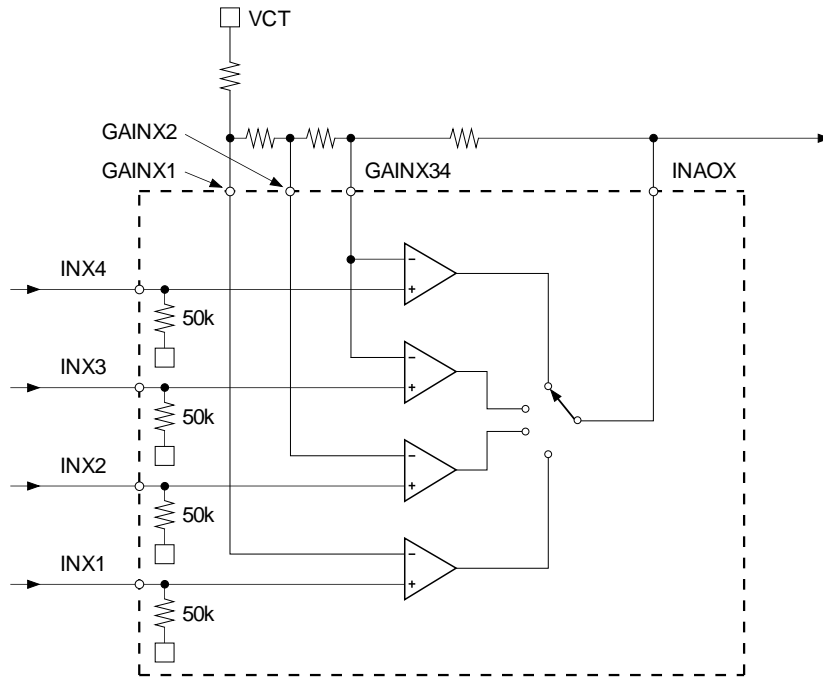 VCT
GAINX2
GAINX1
GAINX34
INAOX
INX4
50k
INX3
50k
INX2
50k
INX1
50k